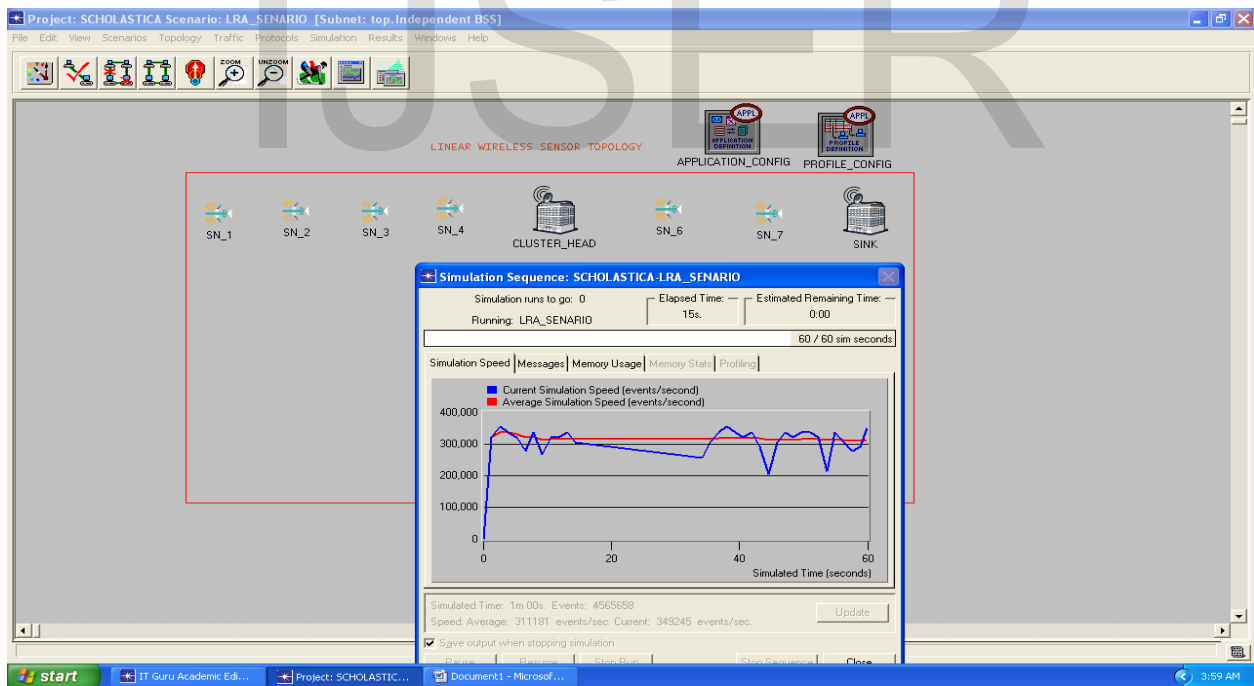 Project: SCHOLASTICA Scenario: LRA_SENARIO [Subnet: top.Independent BSS]
File Edit View Scenarios Topology Traffic Protocols Simulation Results Windows Help
ZOOM UNZOOM
IJSER
APPL APPL
APPLICATION DEFINITION PROFILE DEFINITION
LINEAR WIRELESS SENSOR TOPOLOGY
APPLICATION_CONFIG PROFILE_CONFIG
SN_1 SN_2 SN_3 SN_4 CLUSTER_HEAD SN_6 SN_7 SINK
Simulation Sequence: SCHOLASTICA-LRA_SENARIO
Simulation runs to go: 0 Elapsed Time: Estimated Remaining Time:
Running: LRA_SENARIO 15s. 0:00
60 / 60 sim seconds
Simulation Speed Messages Memory Usage Memory Stats Profiling
Current Simulation Speed (events/second)
Average Simulation Speed (events/second)
400,000
300,000
200,000
100,000
0
0 20 40 60
Simulated Time (seconds)
Simulated Time: 1m 00s. Events: 4565658
Speed: Average: 311181 events/sec. Current: 349245 events/sec.
Update
Save output when stopping simulation
Pause Resume Stop Run Stop Sequence Close
start IT Guru Academic Edi... Project: SCHOLASTIC... Document1 - Microsof... 3:59 AM